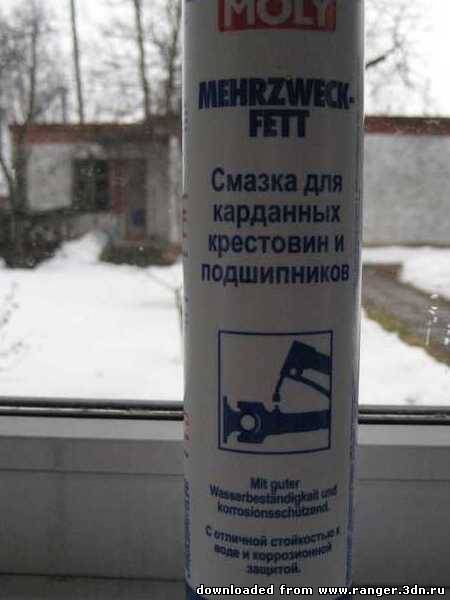 MOLY
MEHRZWECK-
FETT
Смазка для
карданных
крестовин и
подшипников
Mit guter
Wasserbeständigkeit und
korrosionsschützend.
С отличной стойкостью к
воде и коррозионной
защитой.
downloaded from www.ranger.3dn.ru